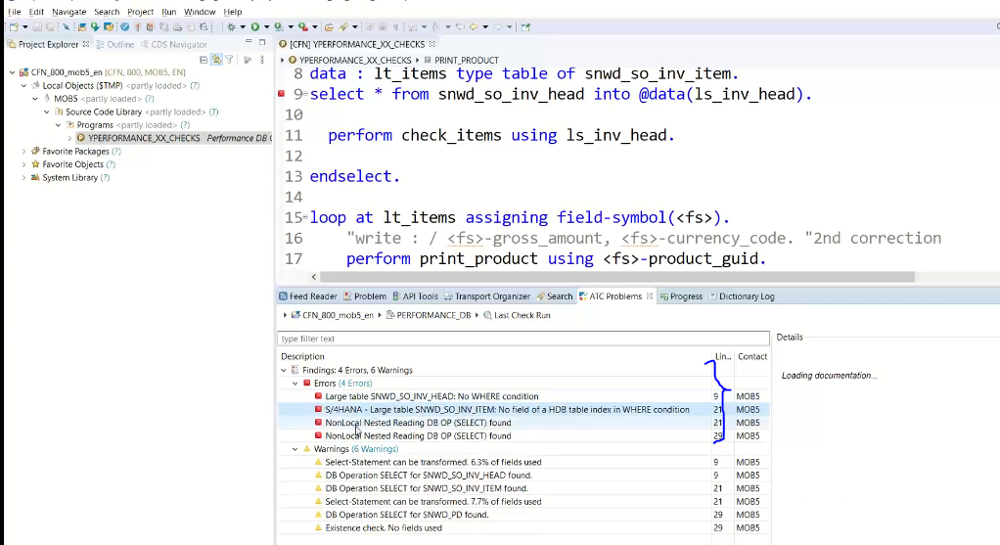 File Edit Navigate Search Project Run Window Help
Project Explorer Outline CDS Navigator
CFN_800_mob5_en [CFN, 800, MOB5, EN]
Local Objects ($TMP) <partly loaded> (?)
MOB5 <partly loaded> (?)
Source Code Library <partly loaded> (?)
Programs <partly loaded> (?)
YPERFORMANCE_XX_CHECKS Performance DB C
Favorite Packages (?)
Favorite Objects (?)
System Library (?)
[CFN] YPERFORMANCE_XX_CHECKS
YPERFORMANCE_XX_CHECKS PRINT_PRODUCT
8 data : lt_items type table of snwd_so_inv_item.
9 select * from snwd_so_inv_head into @data(ls_inv_head).
10
11 perform check_items using ls_inv_head.
12
13 endselect.
14
15 loop at lt_items assigning field-symbol(<fs>).
16 "write : / <fs>-gross_amount, <fs>-currency_code. "2nd correction
17 perform print_product using <fs>-product_guid.
Feed Reader Problem API Tools Transport Organizer Search ATC Problems Progress Dictionary Log
CFN_800_mob5_en PERFORMANCE_DB Last Check Run
type filter text
Description Lin... Contact
Findings: 4 Errors, 6 Warnings
Errors (4 Errors)
Large table SNWD_SO_INV_HEAD: No WHERE condition 9 MOB5
S/4HANA - Large table SNWD_SO_INV_ITEM: No field of a HDB table index in WHERE condition 21 MOB5
NonLocal Nested Reading DB OP (SELECT) found 21 MOB5
NonLocal Nested Reading DB OP (SELECT) found 29 MOB5
Warnings (6 Warnings)
Select-Statement can be transformed. 6.3% of fields used 9 MOB5
DB Operation SELECT for SNWD_SO_INV_HEAD found. 9 MOB5
DB Operation SELECT for SNWD_SO_INV_ITEM found. 21 MOB5
Select-Statement can be transformed. 7.7% of fields used 21 MOB5
DB Operation SELECT for SNWD_PD found. 29 MOB5
Existence check. No fields used 29 MOB5
Details
Loading documentation...